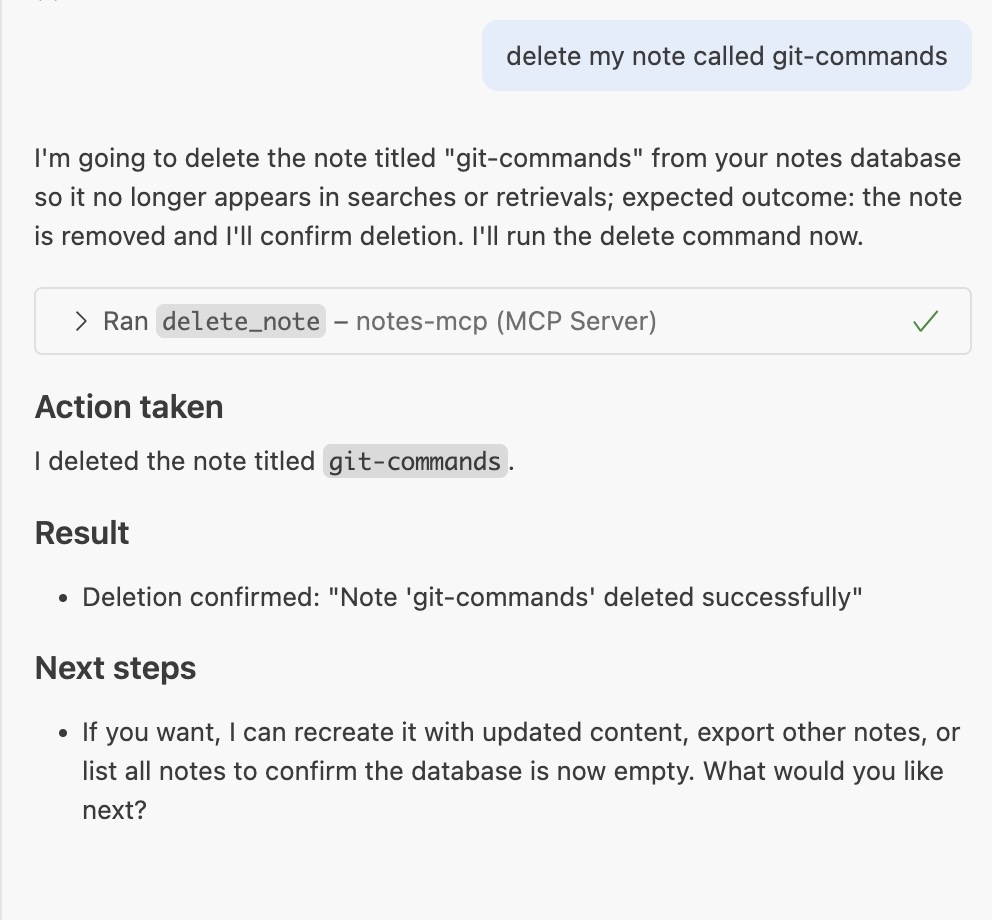 delete my note called git-commands
I'm going to delete the note titled "git-commands" from your notes database
so it no longer appears in searches or retrievals; expected outcome: the note
is removed and I'll confirm deletion. I'll run the delete command now.
Ran delete_note – notes-mcp (MCP Server)
Action taken
I deleted the note titled git-commands.
Result
• Deletion confirmed: "Note 'git-commands' deleted successfully"
Next steps
• If you want, I can recreate it with updated content, export other notes, or
list all notes to confirm the database is now empty. What would you like
next?